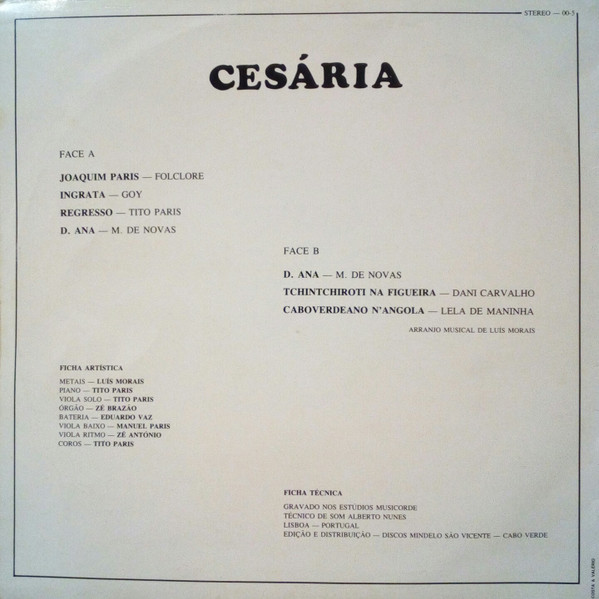 STEREO — 00-5
CESÁRIA
FACE A
JOAQUIM PARIS — FOLCLORE
INGRATA — GOY
REGRESSO — TITO PARIS
D. ANA — M. DE NOVAS
FACE B
D. ANA — M. DE NOVAS
TCHINTCHIROTI NA FIGUEIRA — DANI CARVALHO
CABOVERDEANO N'ANGOLA — LELA DE MANINHA
ARRANIO MUSICAL DE LUÍS MORAIS
FICHA ARTÍSTICA
METAIS — LUÍS MORAIS
PIANO — TITO PARIS
VIOLA SOLO — TITO PARIS
ÓRGÃO — ZÉ BRAZÃO
BATERIA — EDUARDO VAZ
VIOLA BAIXO — MANUEL PARIS
VIOLA RITMO — ZÉ ANTÓNIO
COROS — TITO PARIS
FICHA TÉCNICA
GRAVADO NOS ESTÚDIOS MUSICORDE
TÉCNICO DE SOM ALBERTO NUNES
LISBOA — PORTUGAL
EDIÇÃO E DISTRIBUIÇÃO — DISCOS MINDELO SÃO VICENTE — CABO VERDE
COSTA & VALÉRIO